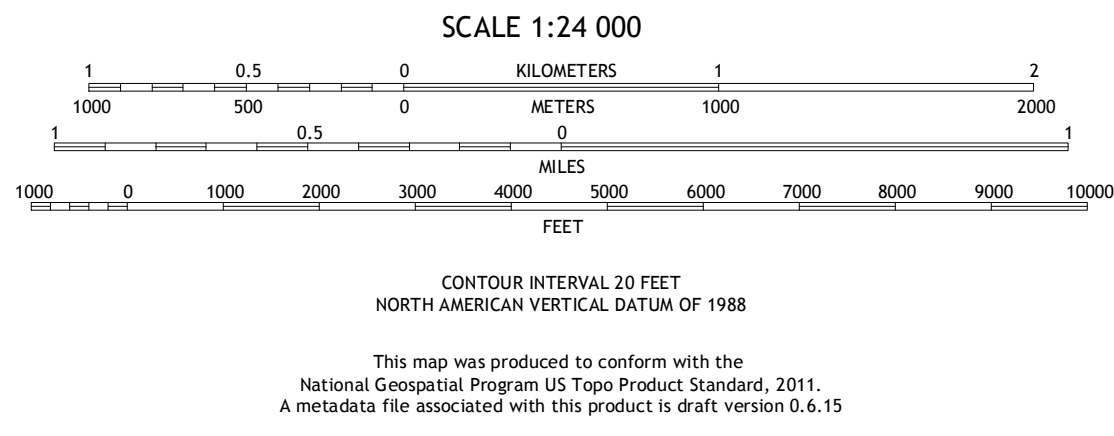 SCALE 1:24 000
1 0.5 0 KILOMETERS 1 2
1000 500 0 METERS 1000 2000
1 0.5 0 1
MILES
1000 0 1000 2000 3000 4000 5000 6000 7000 8000 9000 10000
FEET
CONTOUR INTERVAL 20 FEET
NORTH AMERICAN VERTICAL DATUM OF 1988
This map was produced to conform with the
National Geospatial Program US Topo Product Standard, 2011.
A metadata file associated with this product is draft version 0.6.15